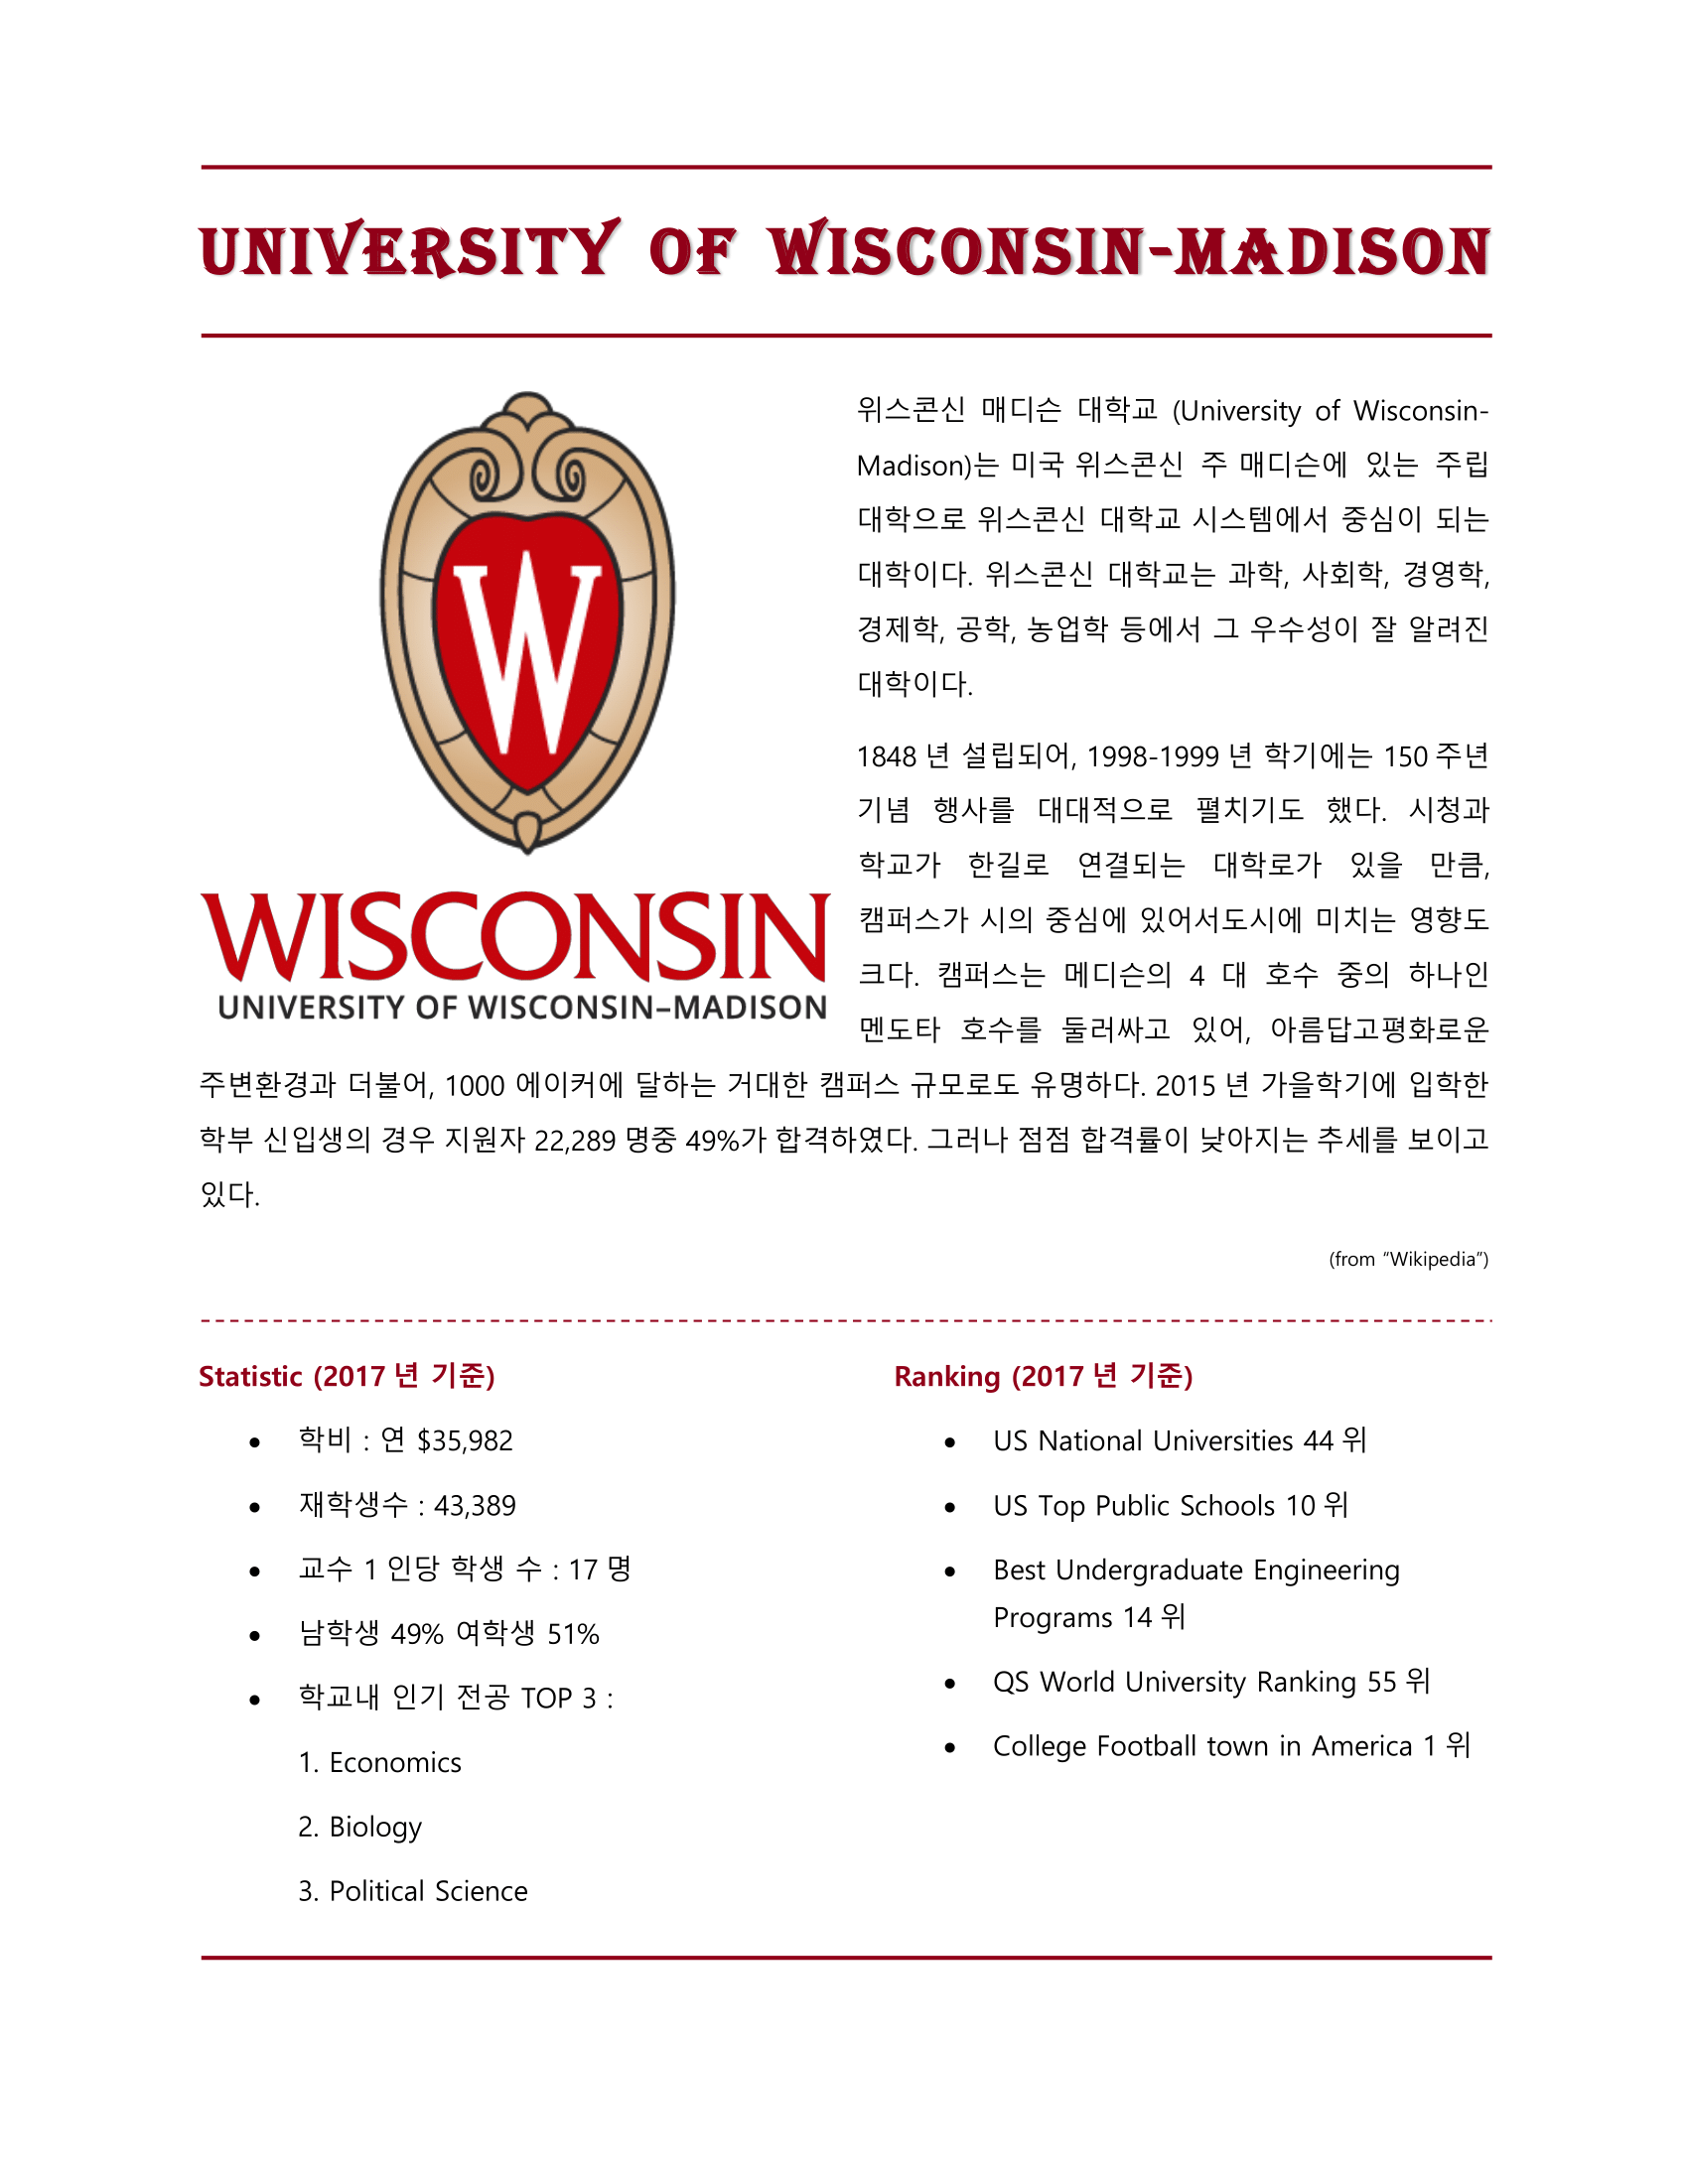 UNIVERSITY OF WISCONSIN-MADISON
W
WISCONSIN
UNIVERSITY OF WISCONSIN–MADISON
위스콘신 매디슨 대학교 (University of Wisconsin-
Madison)는 미국 위스콘신 주 매디슨에 있는 주립
대학으로 위스콘신 대학교 시스템에서 중심이 되는
대학이다. 위스콘신 대학교는 과학, 사회학, 경영학,
경제학, 공학, 농업학 등에서 그 우수성이 잘 알려진
대학이다.
1848 년 설립되어, 1998-1999 년 학기에는 150 주년
기념 행사를 대대적으로 펼치기도 했다. 시청과
학교가 한길로 연결되는 대학로가 있을 만큼,
캠퍼스가 시의 중심에 있어서도시에 미치는 영향도
크다. 캠퍼스는 메디슨의 4 대 호수 중의 하나인
멘도타 호수를 둘러싸고 있어, 아름답고평화로운
주변환경과 더불어, 1000 에이커에 달하는 거대한 캠퍼스 규모로도 유명하다. 2015 년 가을학기에 입학한
학부 신입생의 경우 지원자 22,289 명중 49%가 합격하였다. 그러나 점점 합격률이 낮아지는 추세를 보이고
있다.
(from “Wikipedia”)
Statistic (2017 년 기준)
• 학비 : 연 $35,982
• 재학생수 : 43,389
• 교수 1 인당 학생 수 : 17 명
• 남학생 49% 여학생 51%
• 학교내 인기 전공 TOP 3 :
1. Economics
2. Biology
3. Political Science
Ranking (2017 년 기준)
• US National Universities 44 위
• US Top Public Schools 10 위
• Best Undergraduate Engineering
Programs 14 위
• QS World University Ranking 55 위
• College Football town in America 1 위